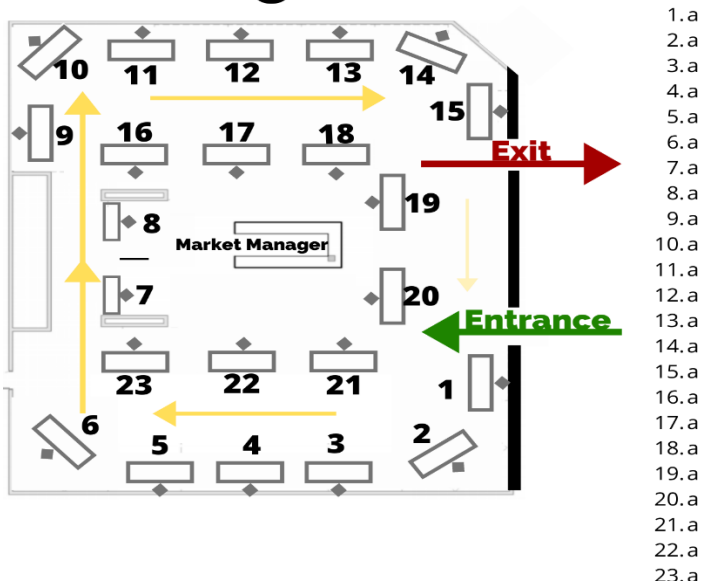 10
11
12
13
14
15
9
16
17
18
Exit
8
19
Market Manager
7
20
Entrance
23
22
21
1
6
5
4
3
2
1. a
2. a
3. a
4. a
5. a
6. a
7. a
8. a
9. a
10. a
11. a
12. a
13. a
14. a
15. a
16. a
17. a
18. a
19. a
20. a
21. a
22. a
23. a